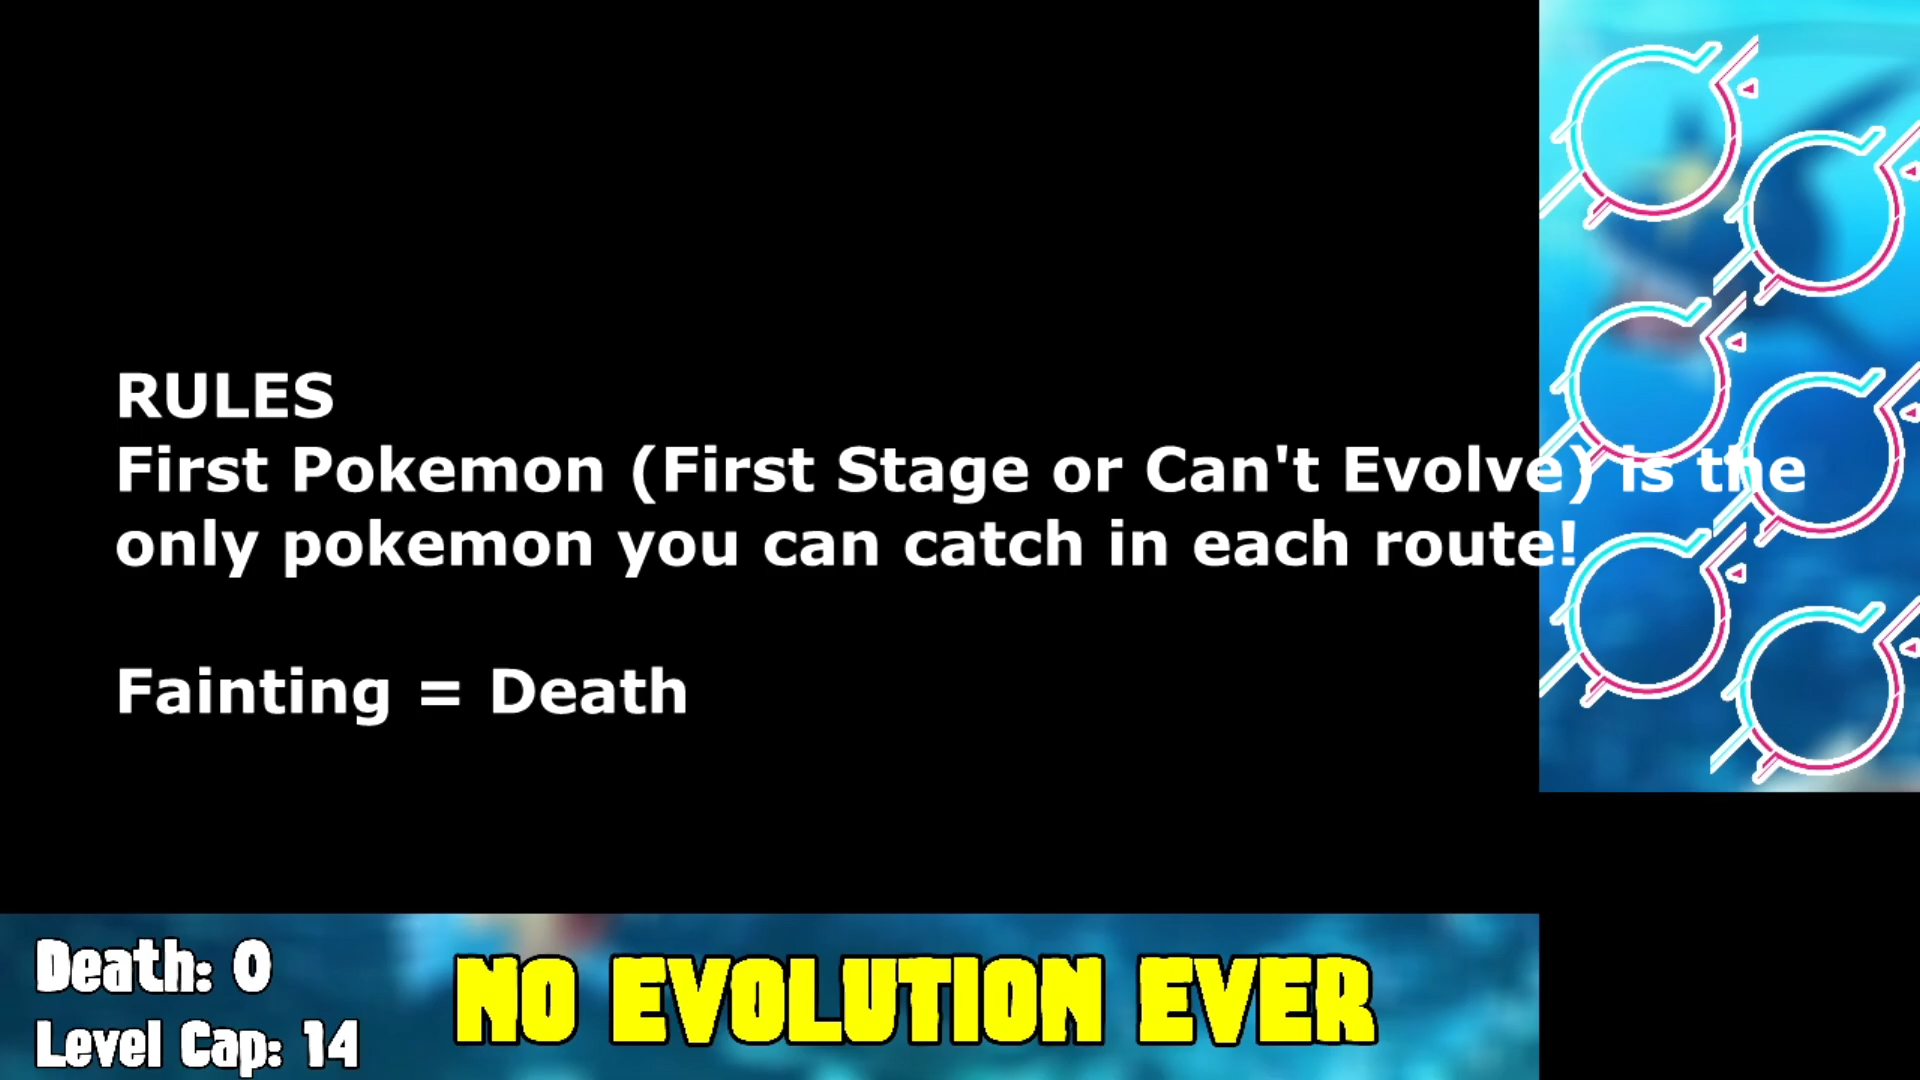 RULES
First Pokemon (First Stage or Can't Evolve) is the
only pokemon you can catch in each route!
Fainting = Death
Death: 0
Level Cap: 14
NO EVOLUTION EVER